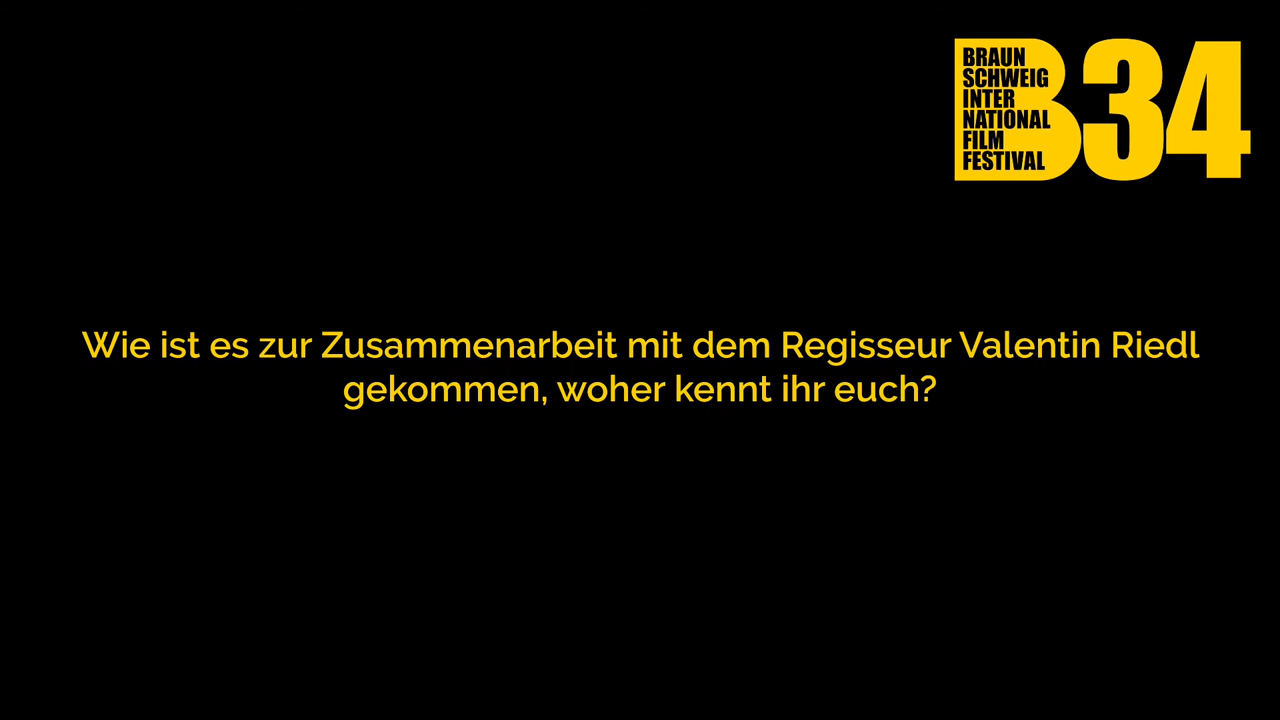 BRAUN
SCHWEIG
INTER
NATIONAL
FILM
FESTIVAL
B34
Wie ist es zur Zusammenarbeit mit dem Regisseur Valentin Riedl
gekommen, woher kennt ihr euch?